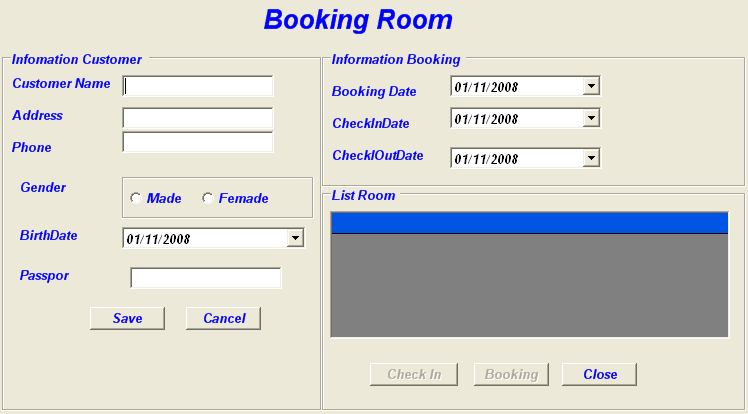 Booking Room
Infomation Customer
Customer Name
Address
Phone
Gender
Made Femade
BirthDate 01/11/2008
Passpor
Save Cancel
Information Booking
Booking Date 01/11/2008
CheckInDate 01/11/2008
CheckIOutDate 01/11/2008
List Room
Check In Booking Close